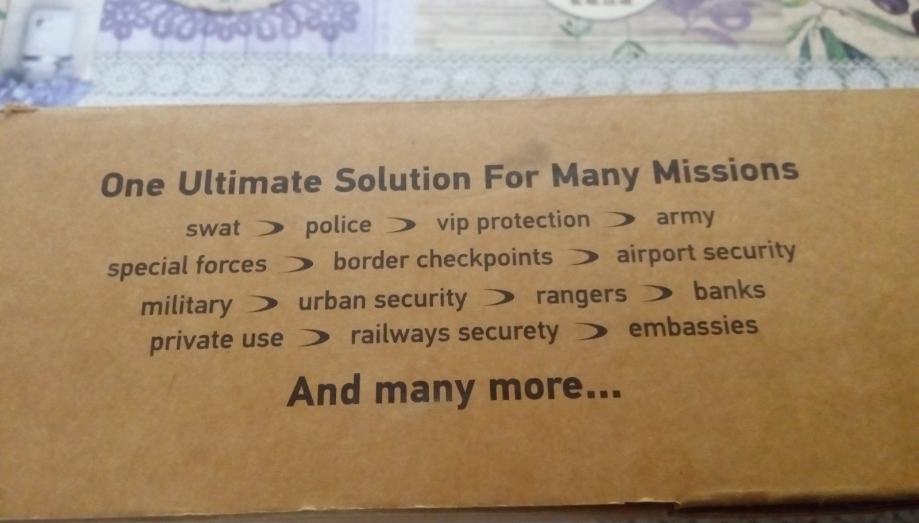 One Ultimate Solution For Many Missions
swat police vip protection army
special forces border checkpoints airport security
military urban security rangers banks
private use railways securety embassies
And many more...